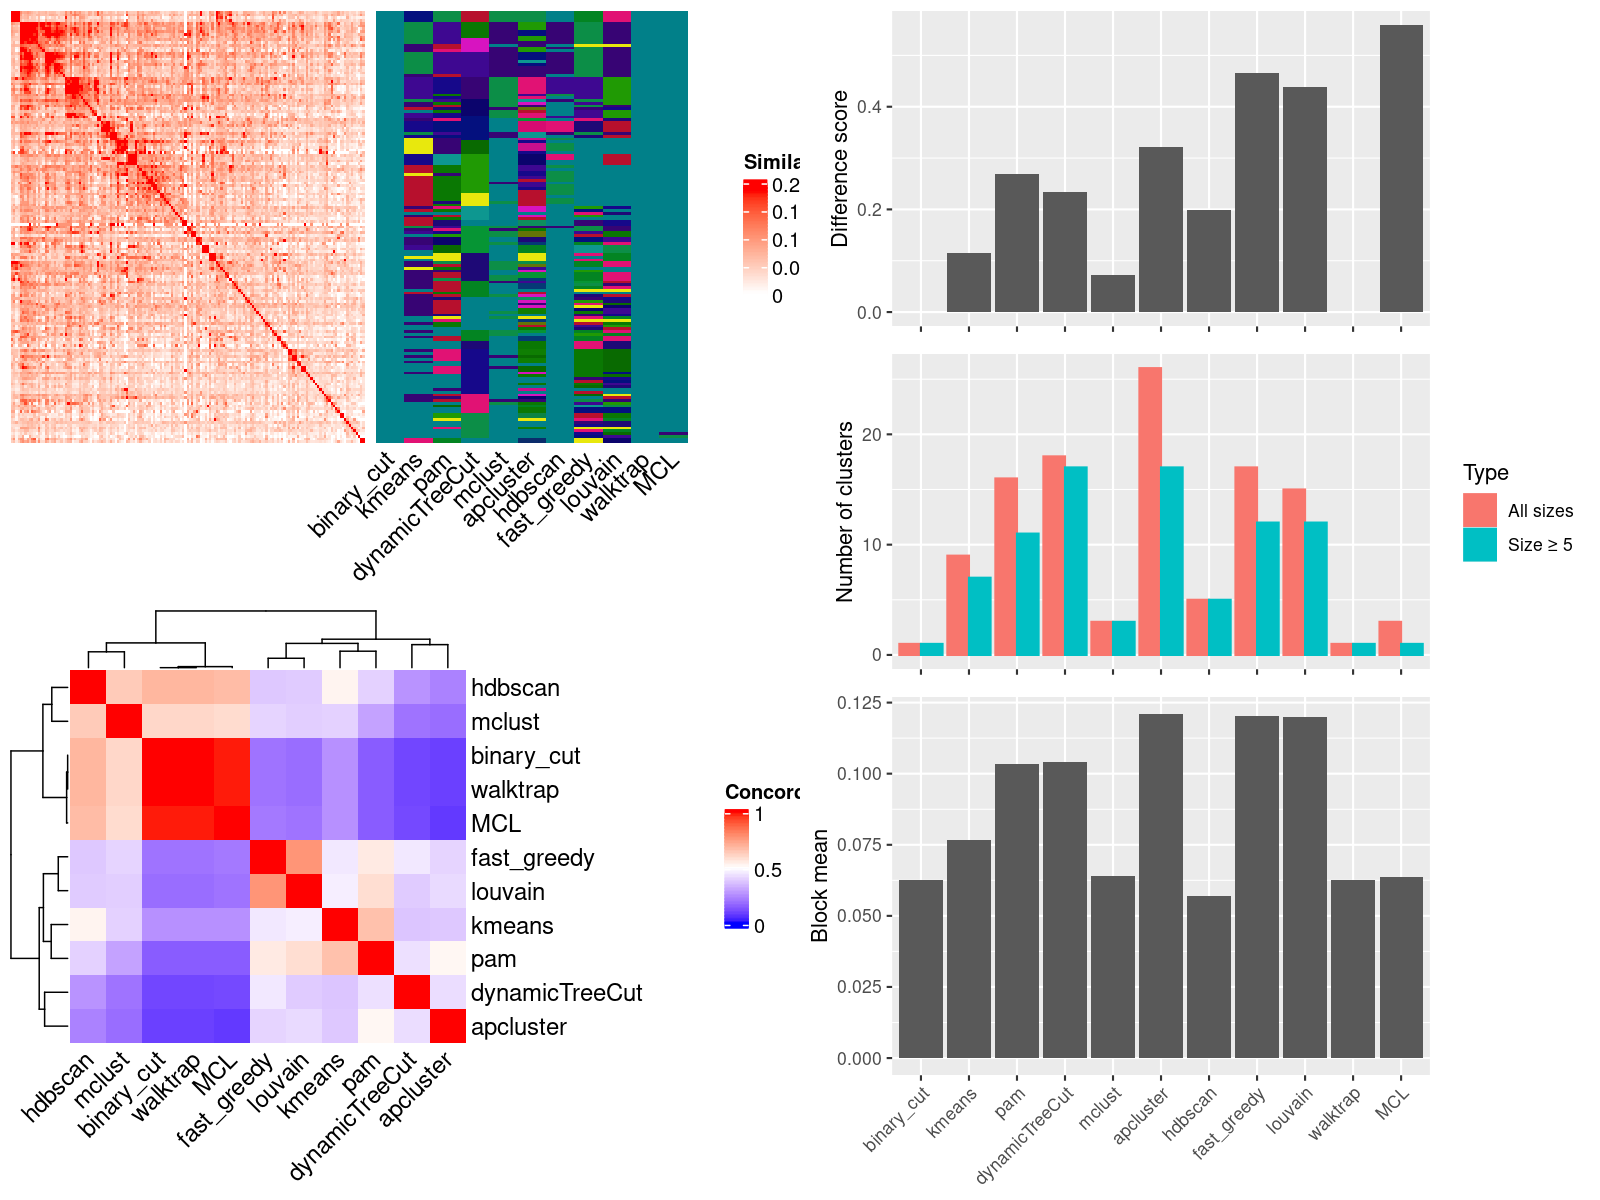 Simila
0.2
0.1
0.1
0.0
0
binary_cut
kmeans
pam
dynamicTreeCut
mclust
apcluster
hdbscan
fast_greedy
louvain
walktrap
MCL
hdbscan
mclust
binary_cut
walktrap
MCL
fast_greedy
louvain
kmeans
pam
dynamicTreeCut
apcluster
hdbscan
mclust
binary_cut
walktrap
MCL
fast_greedy
louvain
kmeans
pam
dynamicTreeCut
apcluster
Concord
1
0.5
0
Difference score
0.4
0.2
0.0
Number of clusters
20
10
0
Type
All sizes
Size ≥ 5
Block mean
0.125
0.100
0.075
0.050
0.025
0.000
binary_cut
kmeans
pam
dynamicTreeCut
mclust
apcluster
hdbscan
fast_greedy
louvain
walktrap
MCL